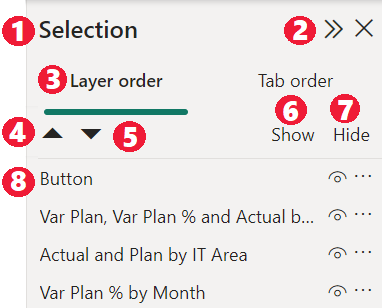 1 Selection 2
3 Layer order Tab order
4 5 6 Show 7 Hide
8 Button
Var Plan, Var Plan % and Actual b...
Actual and Plan by IT Area
Var Plan % by Month